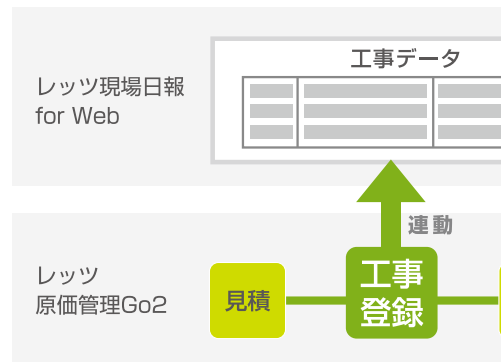 工事データ
レッツ現場日報
for Web
連動
レッツ
原価管理Go2
見積
工事
登録